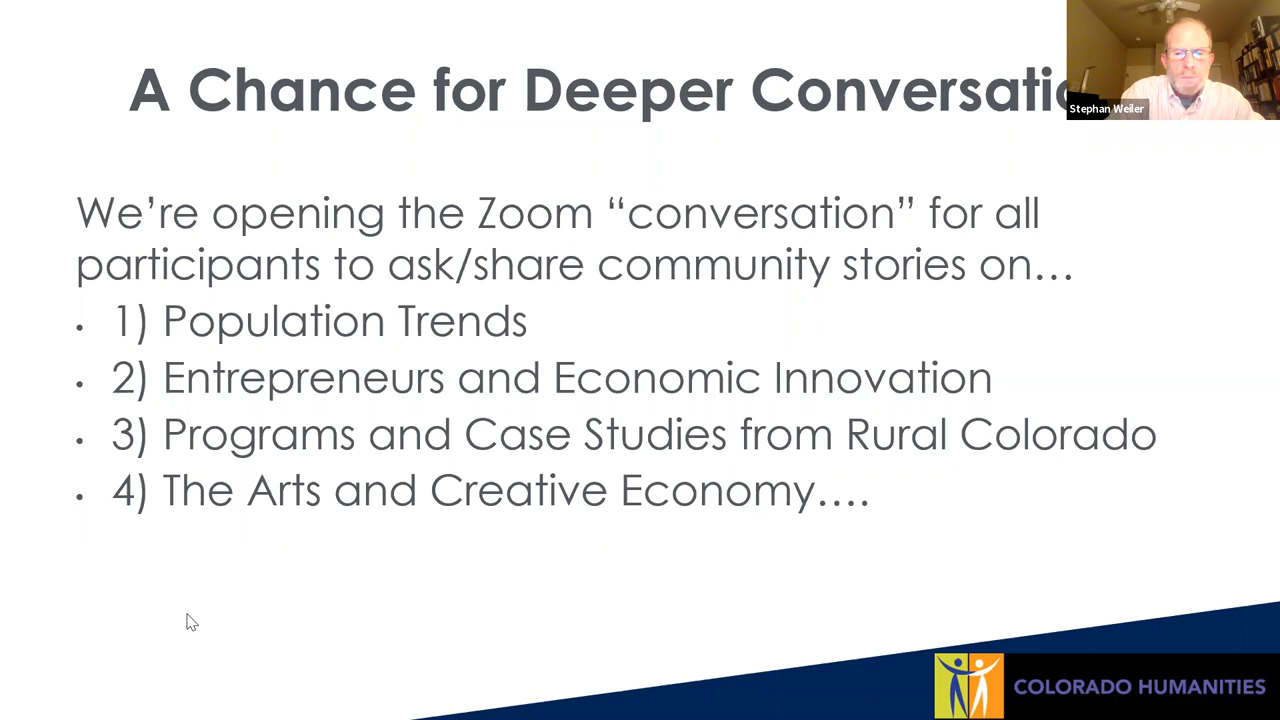 A Chance for Deeper Conversatio
Stephan Weiler
We’re opening the Zoom “conversation” for all
participants to ask/share community stories on…
• 1) Population Trends
• 2) Entrepreneurs and Economic Innovation
• 3) Programs and Case Studies from Rural Colorado
• 4) The Arts and Creative Economy….
COLORADO HUMANITIES